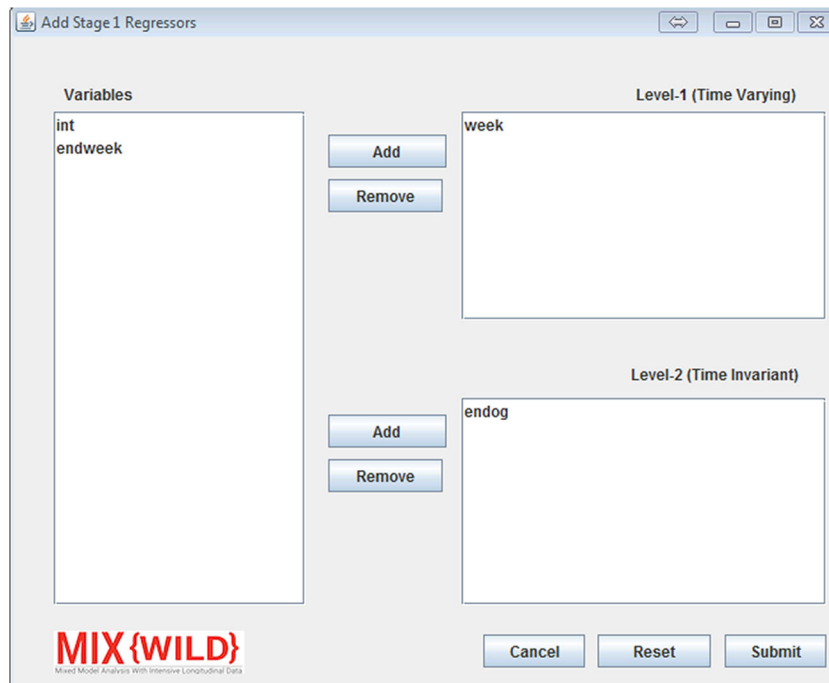 Add Stage 1 Regressors
Variables
int
endweek
Add
Remove
Level-1 (Time Varying)
week
Add
Remove
Level-2 (Time Invariant)
endog
MIX {WILD}
Mixed Model Analysis With Intensive Longitudinal Data
Cancel
Reset
Submit